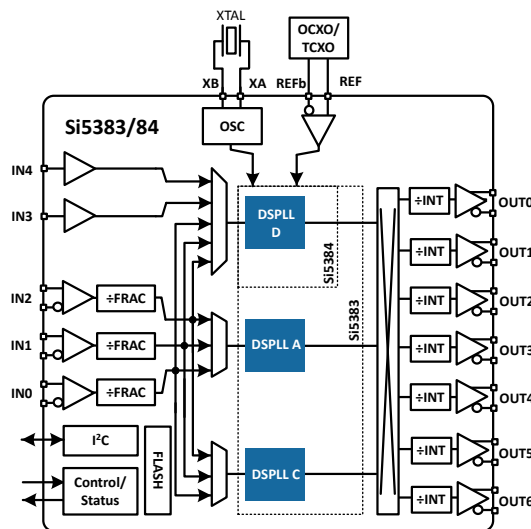 XTAL
OCXO/
TCXO
XB
XA
REFb
REF
Si5383/84
OSC
IN4
IN3
IN2
IN1
IN0
÷FRAC
÷FRAC
÷FRAC
DSPLL
D
Si5384
Si5383
DSPLL A
DSPLL C
I²C
Control/
Status
FLASH
÷INT
OUT0
÷INT
OUT1
÷INT
OUT2
÷INT
OUT3
÷INT
OUT4
÷INT
OUT5
÷INT
OUT6